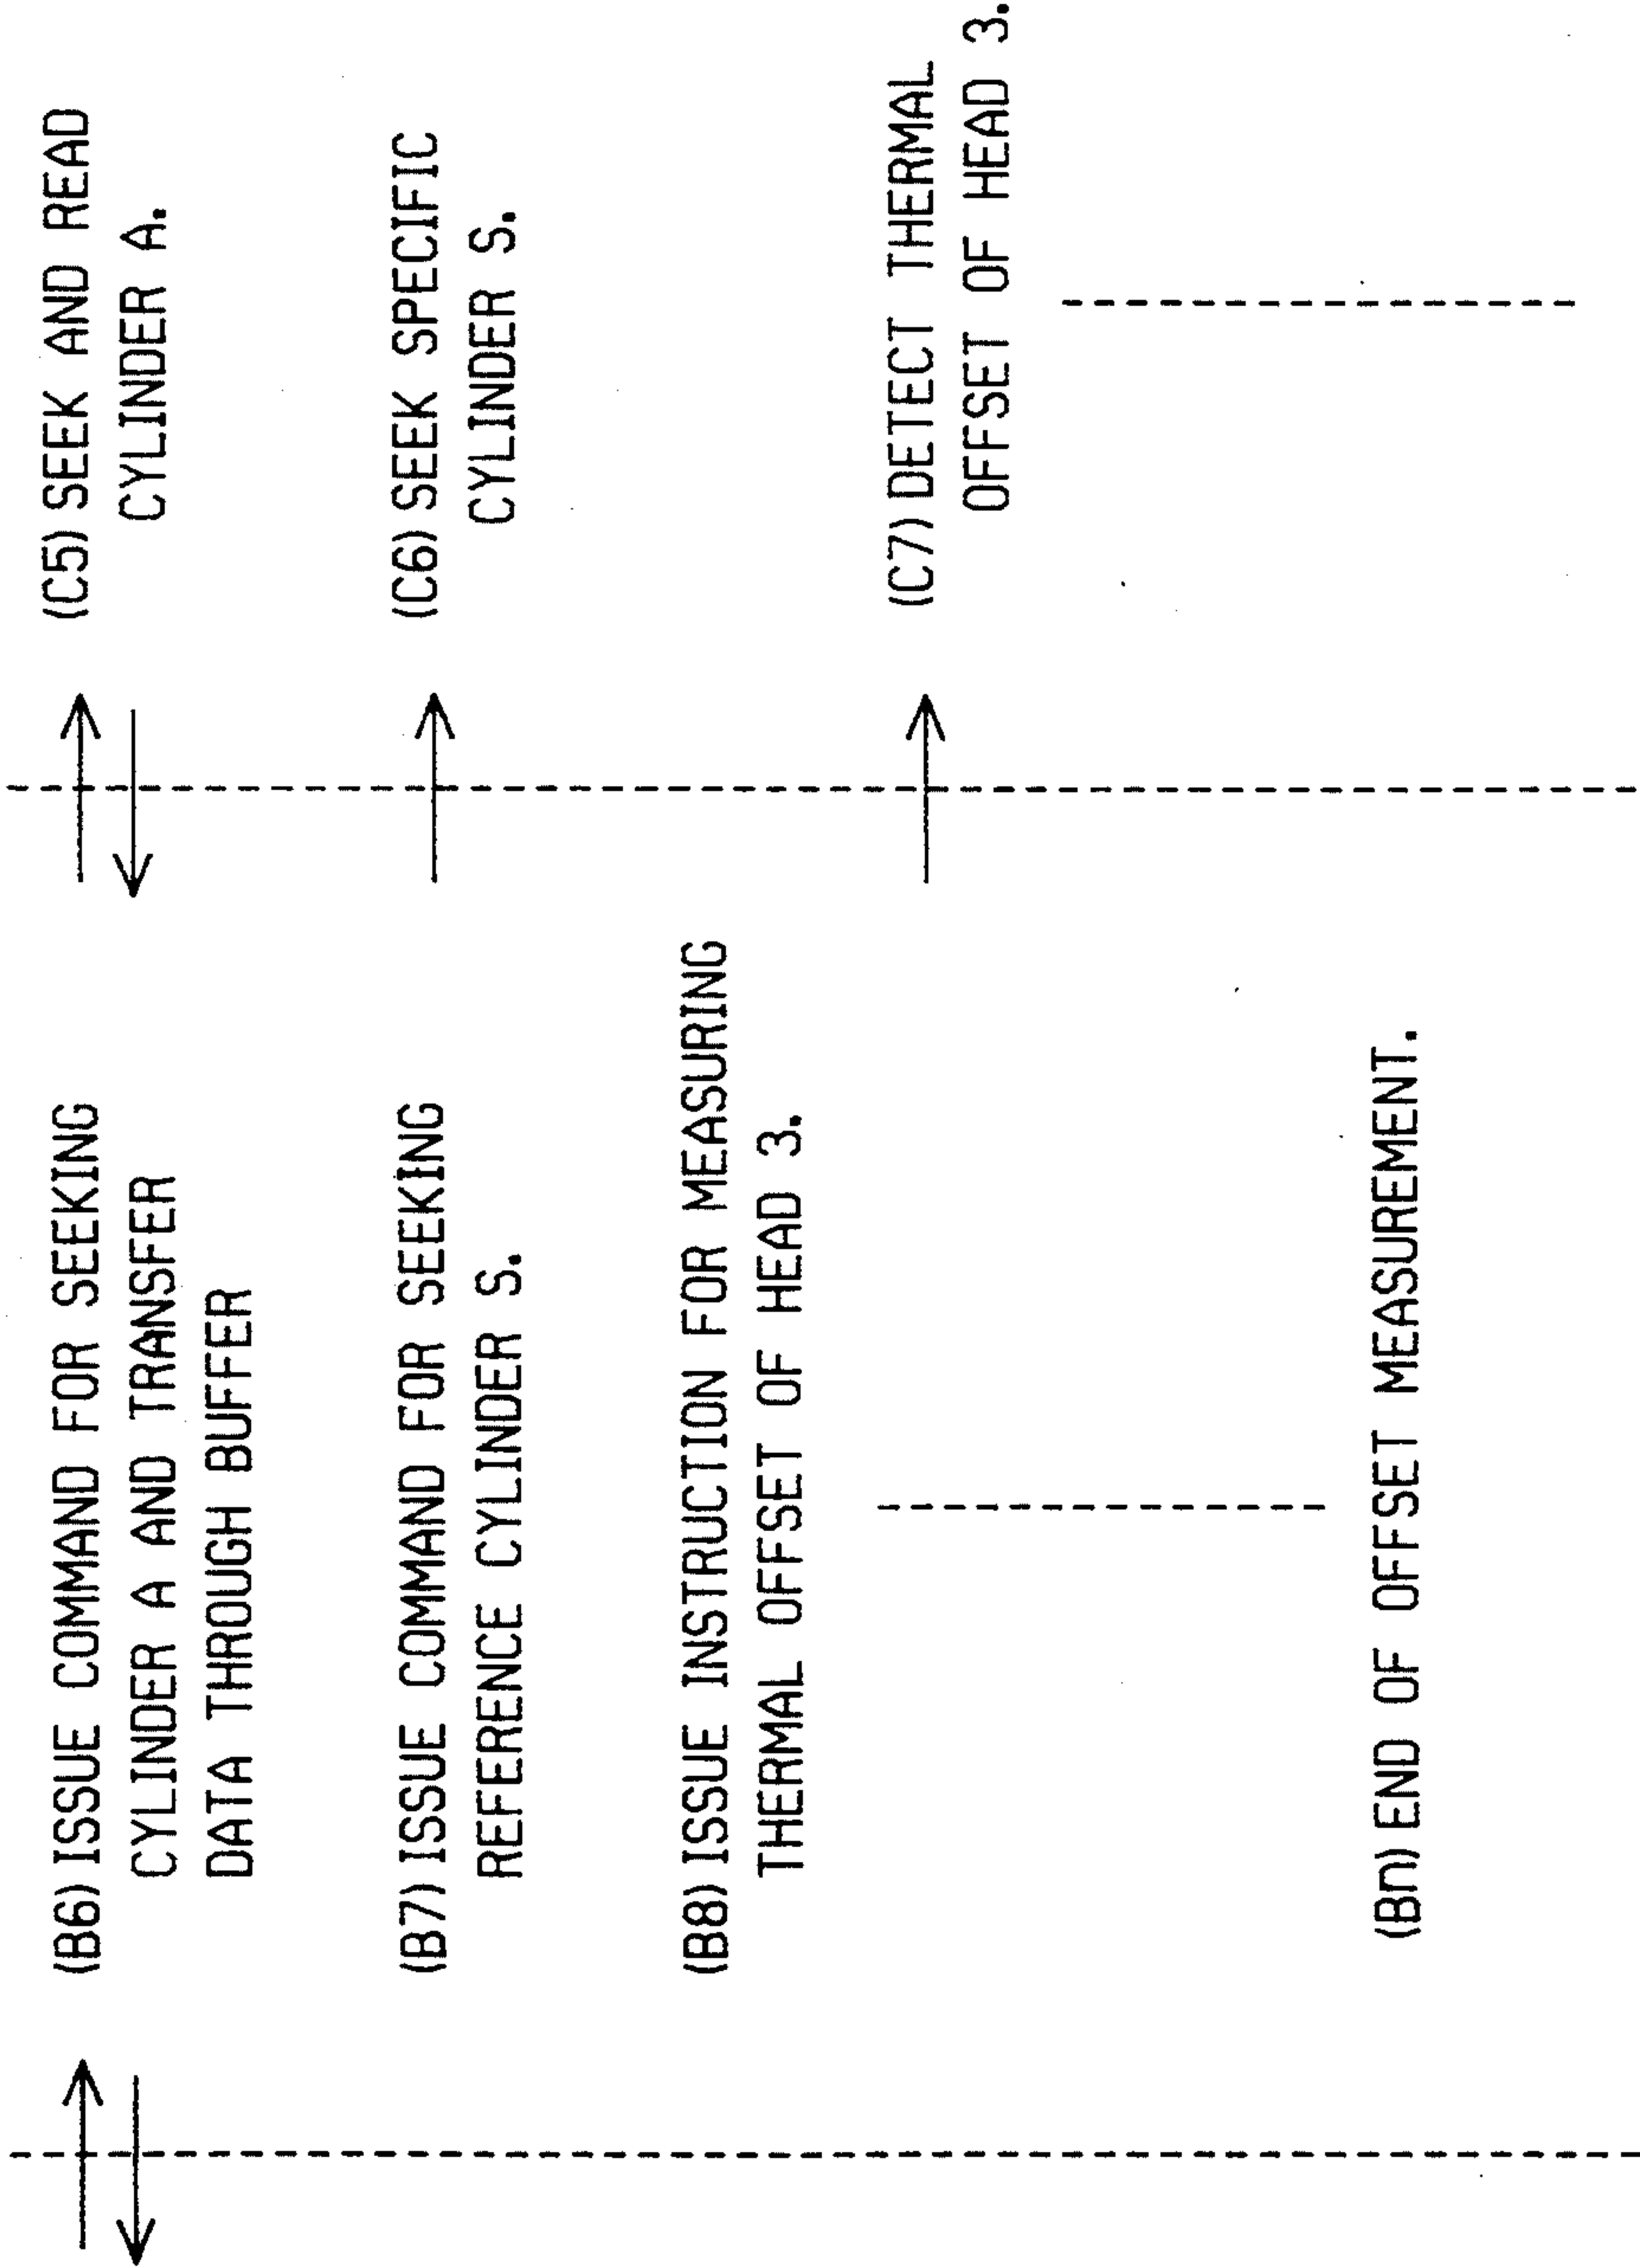 (B6) ISSUE COMMAND FOR SEEKING
CYLINDER A AND TRANSFER
DATA THROUGH BUFFER
(B7) ISSUE COMMAND FOR SEEKING
REFERENCE CYLINDER S.
(B8) ISSUE INSTRUCTION FOR MEASURING
THERMAL OFFSET OF HEAD 3.
(Bn) END OF OFFSET MEASUREMENT.
(C5) SEEK AND READ
CYLINDER A.
(C6) SEEK SPECIFIC
CYLINDER S.
(C7) DETECT THERMAL
OFFSET OF HEAD 3.